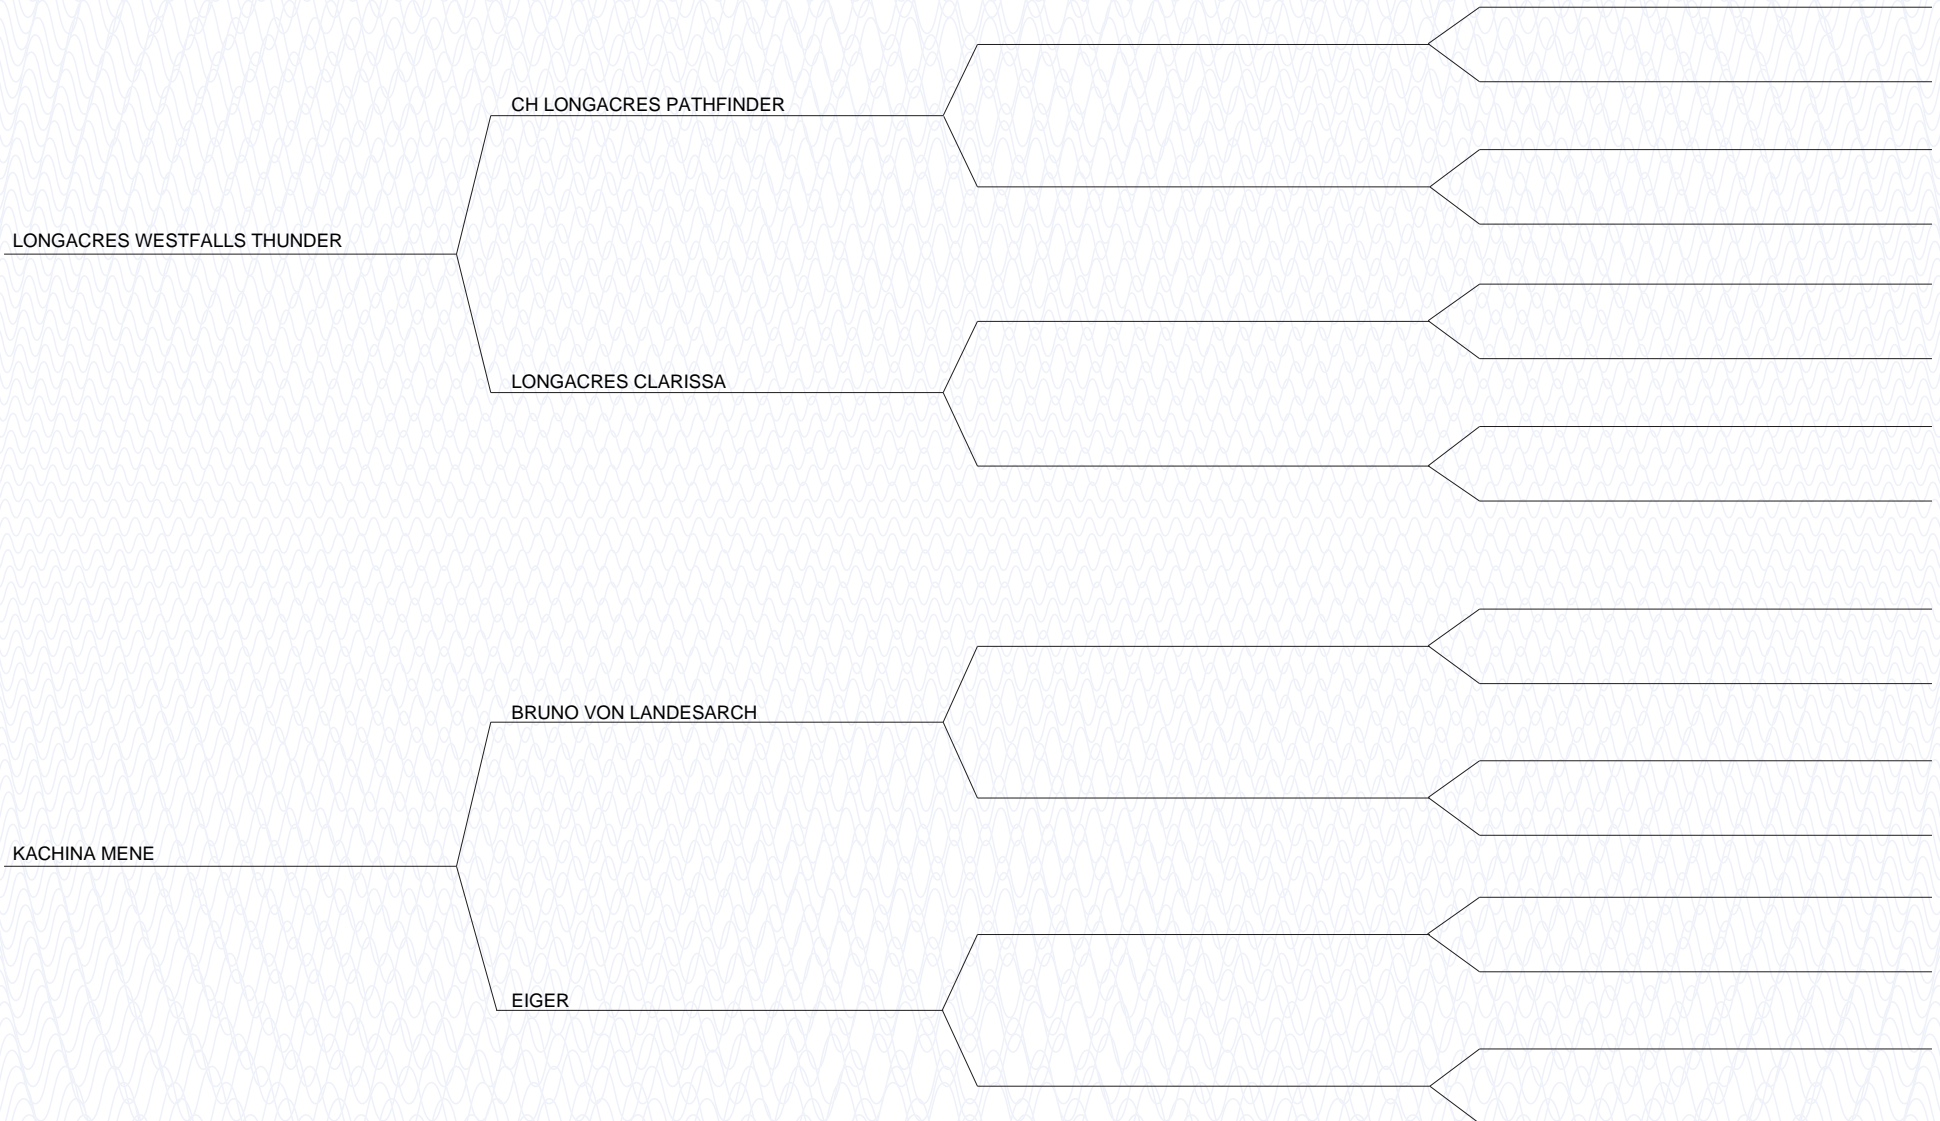 CH LONGACRES PATHFINDER
LONGACRES WESTFALLS THUNDER
LONGACRES CLARISSA
BRUNO VON LANDESARCH
KACHINA MENE
EIGER